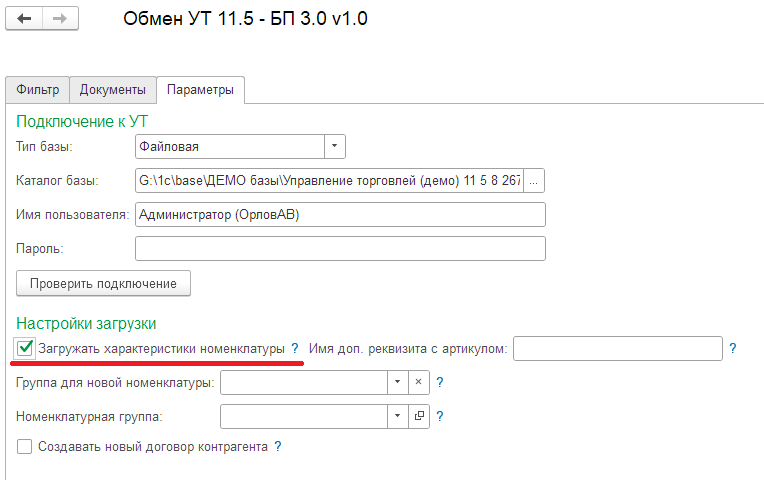 Обмен УТ 11.5 - БП 3.0 v1.0
Фильтр Документы Параметры
Подключение к УТ
Тип базы: Файловая
Каталог базы: G:\1c\base\ДЕМО базы\Управление торговлей (демо) 11 5 8 267 ...
Имя пользователя: Администратор (ОрловАВ)
Пароль:
Проверить подключение
Настройки загрузки
Загружать характеристики номенклатуры ? Имя доп. реквизита с артикулом: ?
Группа для новой номенклатуры: ?
Номенклатурная группа: ?
Создавать новый договор контрагента ?